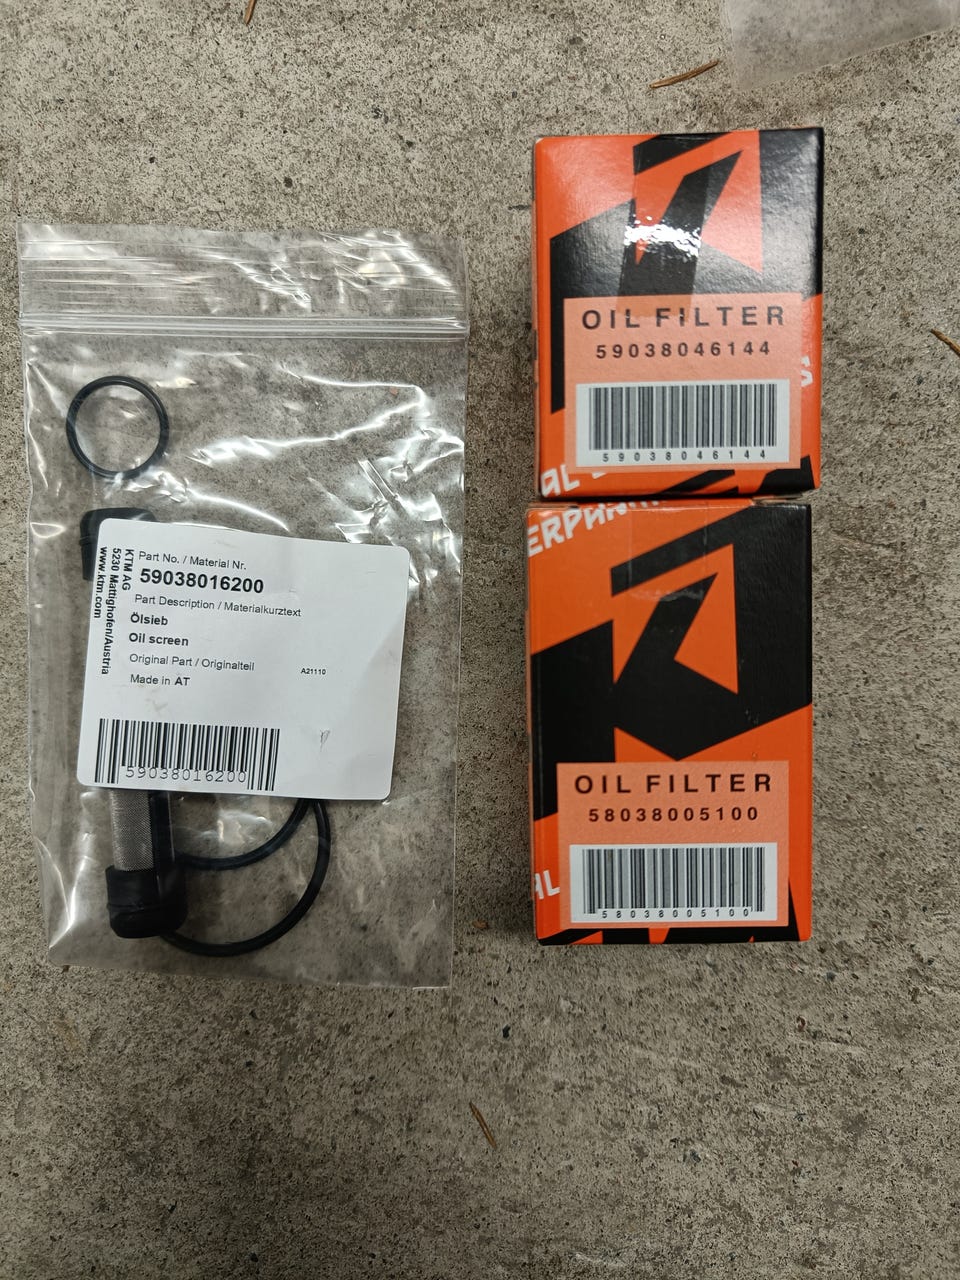 KTM AG
5230 Mattighofen/Austria
www.ktm.com
Part No. / Material Nr.
59038016200
Part Description / Materialkurztext
Ölsieb
Oil screen
Original Part / Originalteil
A21110
Made in AT
59038016200
OIL FILTER
59038046144
59038046144
OIL FILTER
58038005100
58038005100